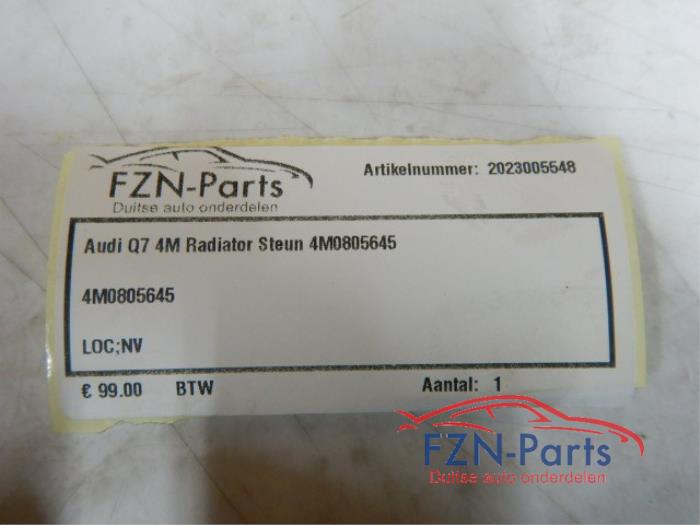 FZN-Parts
Duitse auto onderdelen
Artikelnummer: 2023005548
Audi Q7 4M Radiator Steun 4M0805645
4M0805645
LOC;NV
€ 99.00 BTW Aantal: 1
FZN-Parts
Duitse auto onderdelen